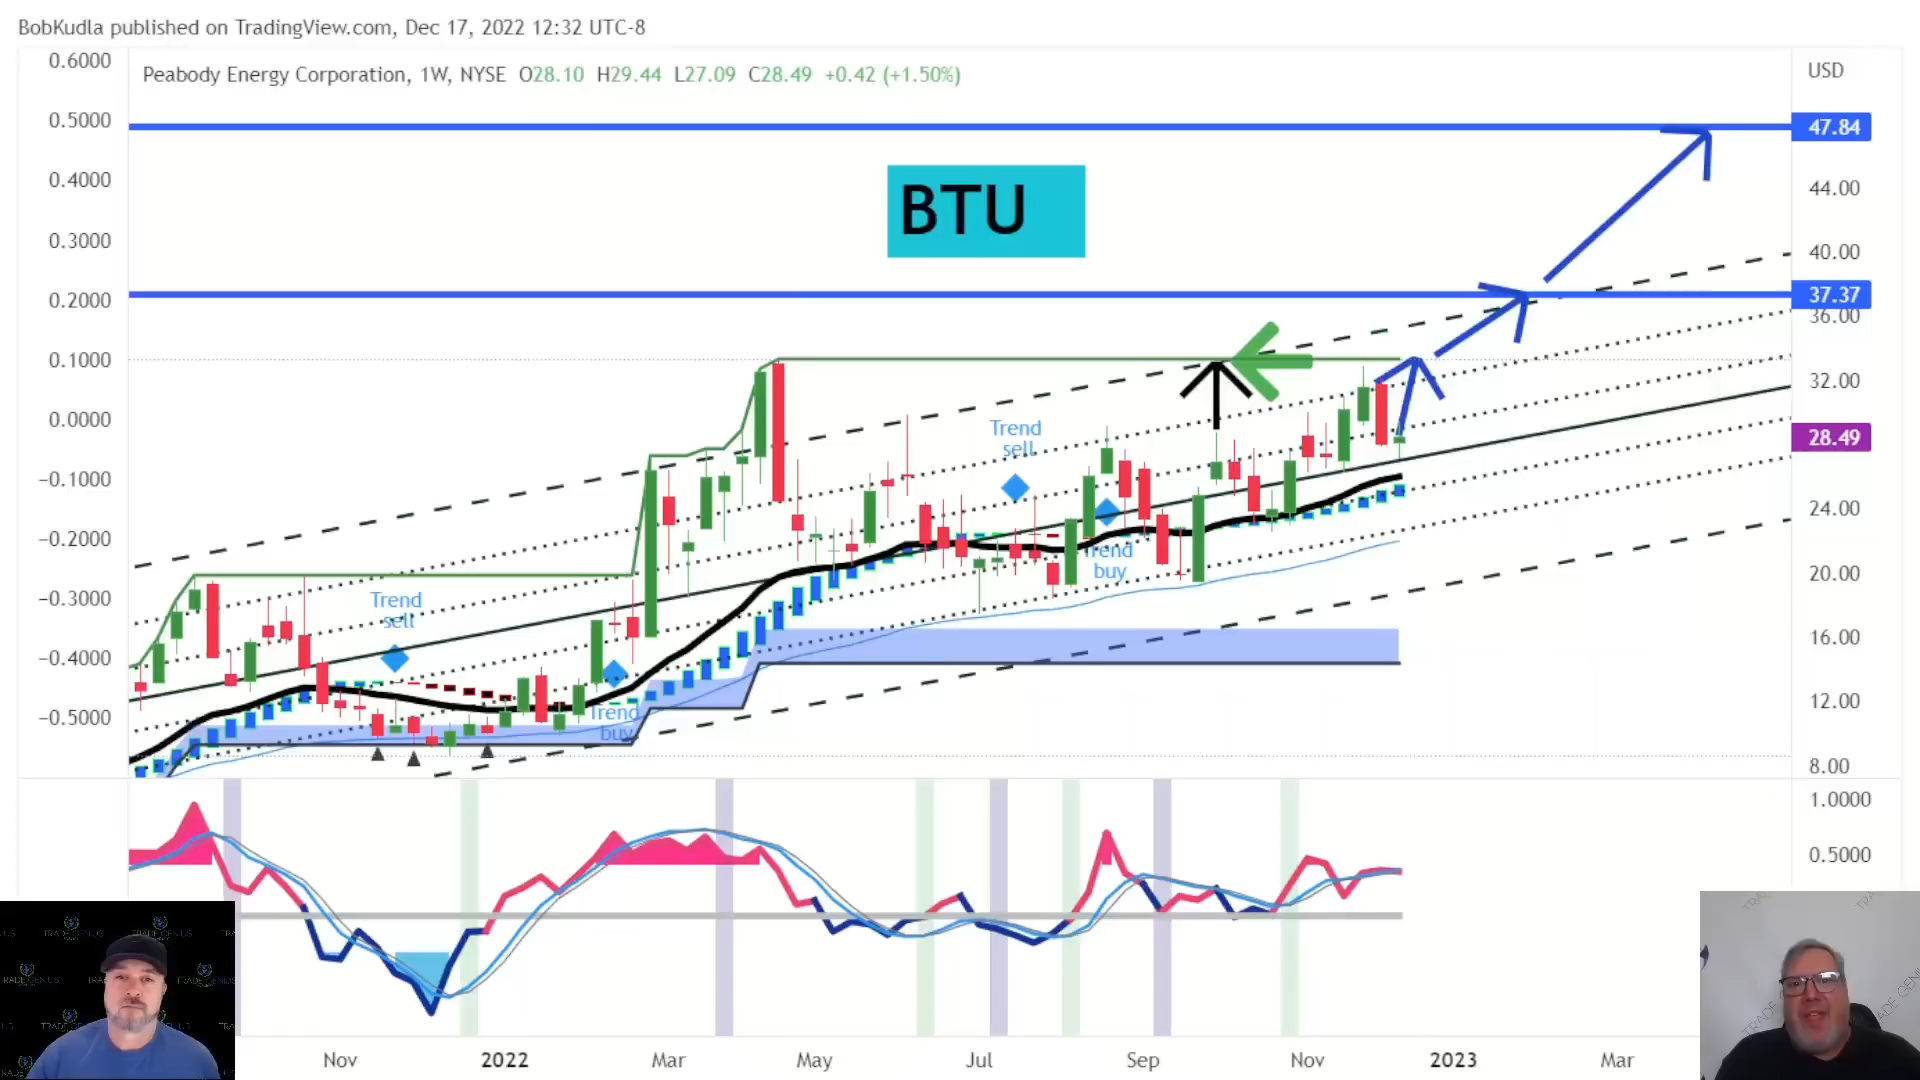 BobKudla published on TradingView.com, Dec 17, 2022 12:32 UTC-8
Peabody Energy Corporation, 1W, NYSE O28.10 H29.44 L27.09 C28.49 +0.42 (+1.50%)
USD
0.6000
0.5000
0.4000
0.3000
0.2000
0.1000
0.0000
−0.1000
−0.2000
−0.3000
−0.4000
−0.5000
BTU
Trend
sell
Trend
buy
Trend
sell
Trend
buy
47.84
44.00
40.00
37.37
36.00
32.00
28.49
24.00
20.00
16.00
12.00
8.00
1.0000
0.5000
Nov
2022
Mar
May
Jul
Sep
Nov
2023
Mar
TRADE GENIUS